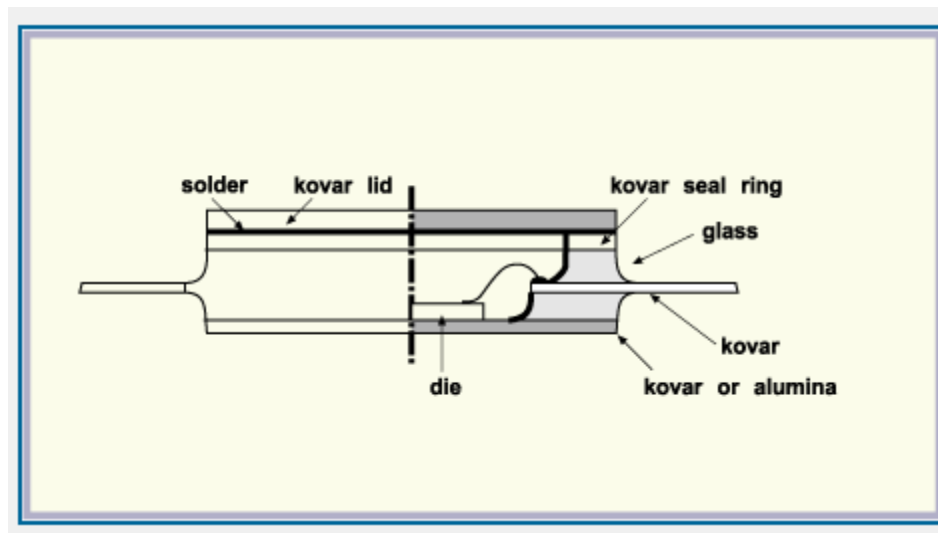 solder
kovar lid
kovar seal ring
glass
kovar
die
kovar or alumina